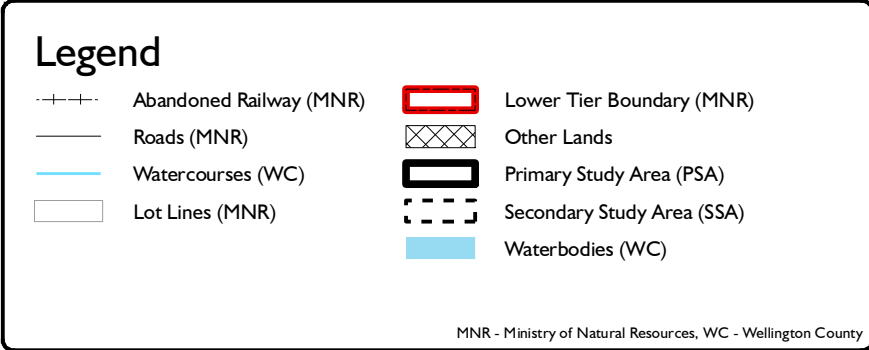 Legend
Abandoned Railway (MNR)
Roads (MNR)
Watercourses (WC)
Lot Lines (MNR)
Lower Tier Boundary (MNR)
Other Lands
Primary Study Area (PSA)
Secondary Study Area (SSA)
Waterbodies (WC)
MNR - Ministry of Natural Resources, WC - Wellington County